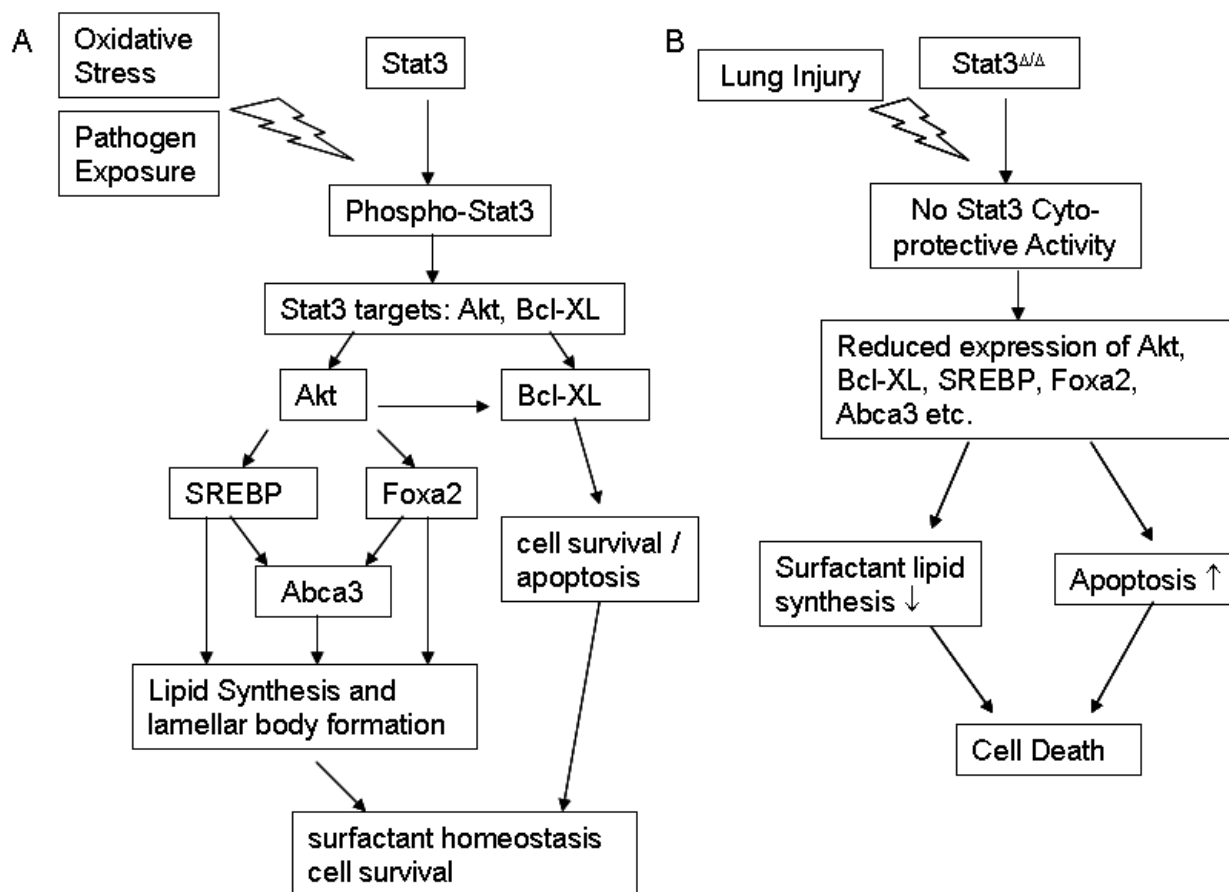 A
Oxidative
Stress
Pathogen
Exposure
Stat3
Phospho-Stat3
Stat3 targets: Akt, Bcl-XL
Akt
Bcl-XL
SREBP
Foxa2
Abca3
cell survival /
apoptosis
Lipid Synthesis and
lamellar body formation
surfactant homeostasis
cell survival
B
Lung Injury
Stat3Δ/Δ
No Stat3 Cyto-
protective Activity
Reduced expression of Akt,
Bcl-XL, SREBP, Foxa2,
Abca3 etc.
Surfactant lipid
synthesis ↓
Apoptosis ↑
Cell Death